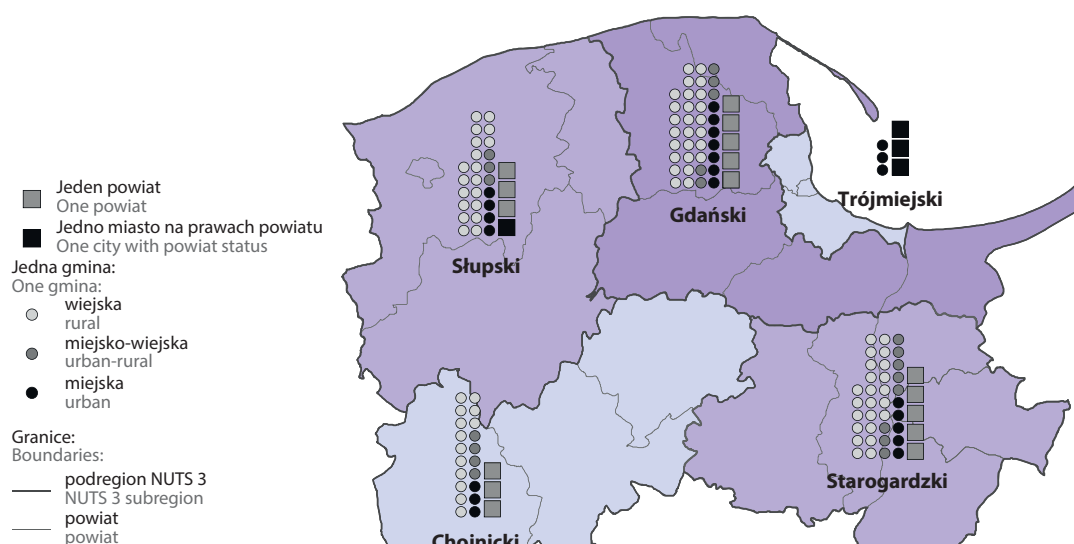 Jeden powiat
One powiat
Jedno miasto na prawach powiatu
One city with powiat status
Jedna gmina:
One gmina:
wiejska
rural
miejsko-wiejska
urban-rural
miejska
urban
Granice:
Boundaries:
podregion NUTS 3
NUTS 3 subregion
powiat
powiat
Trójmiejski
Gdański
Słupski
Starogardzki
Chojnicki